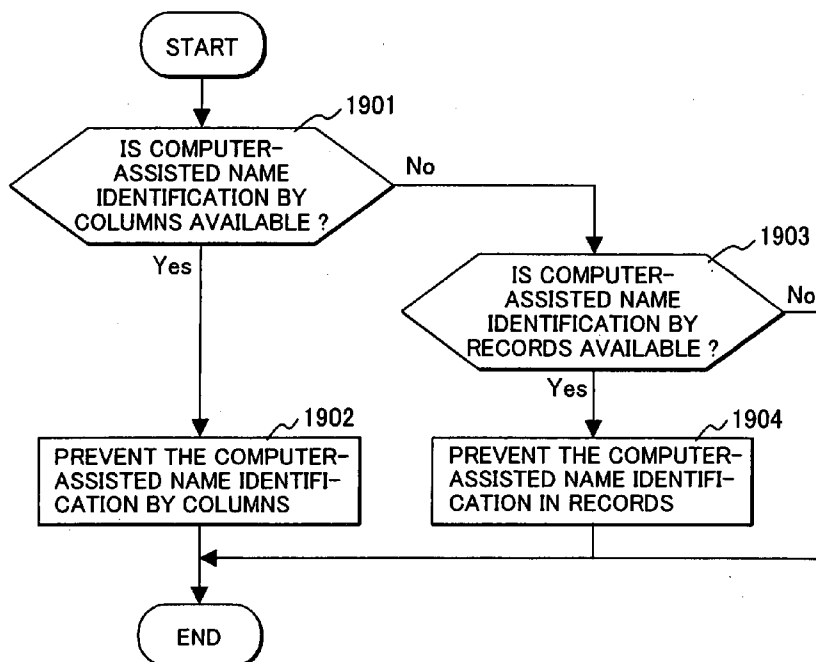 START
1901
IS COMPUTER-
ASSISTED NAME
IDENTIFICATION BY
COLUMNS AVAILABLE ?
No
Yes
1903
IS COMPUTER-
ASSISTED NAME
IDENTIFICATION BY
RECORDS AVAILABLE ?
No
Yes
1902
PREVENT THE COMPUTER-
ASSISTED NAME IDENTIFI-
CATION BY COLUMNS
1904
PREVENT THE COMPUTER-
ASSISTED NAME IDENTIFI-
CATION IN RECORDS
END